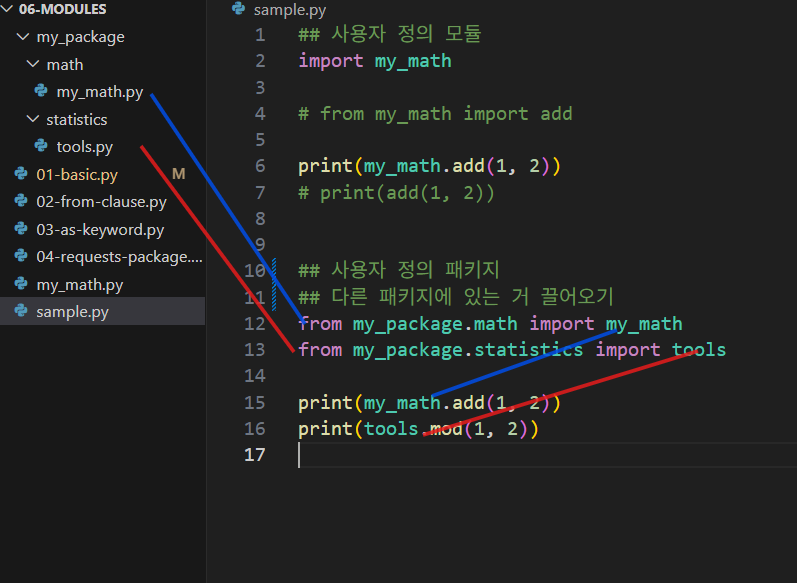 06-MODULES
my_package
math
my_math.py
statistics
tools.py
01-basic.py M
02-from-clause.py
03-as-keyword.py
04-requests-package....
my_math.py
sample.py
sample.py
1 ## 사용자 정의 모듈
2 import my_math
3
4 # from my_math import add
5
6 print(my_math.add(1, 2))
7 # print(add(1, 2))
8
9
10 ## 사용자 정의 패키지
11 ## 다른 패키지에 있는 거 끌어오기
12 from my_package.math import my_math
13 from my_package.statistics import tools
14
15 print(my_math.add(1, 2))
16 print(tools.mod(1, 2))
17